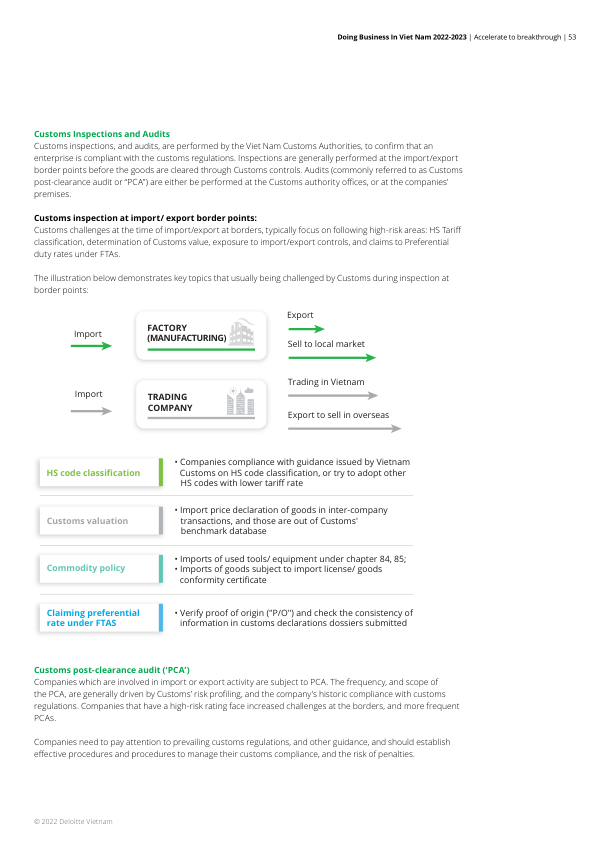 Doing Business In Viet Nam 2022-2023 | Accelerate to breakthrough | 53
Customs Inspections and Audits
Customs inspections, and audits, are performed by the Viet Nam Customs Authorities, to confirm that an
enterprise is compliant with the customs regulations. Inspections are generally performed at the import/export
border points before the goods are cleared through Customs controls. Audits (commonly referred to as Customs
post-clearance audit or “PCA”) are either be performed at the Customs authority offices, or at the companies’
premises.
Customs inspection at import/ export border points:
Customs challenges at the time of import/export at borders, typically focus on following high-risk areas: HS Tariff
classification, determination of Customs value, exposure to import/export controls, and claims to Preferential
duty rates under FTAs.
The illustration below demonstrates key topics that usually being challenged by Customs during inspection at
border points:
Import
FACTORY
(MANUFACTURING)
Export
Sell to local market
Import
TRADING
COMPANY
Trading in Vietnam
Export to sell in overseas
HS code classification
• Companies compliance with guidance issued by Vietnam
Customs on HS code classification, or try to adopt other
HS codes with lower tariff rate
Customs valuation
• Import price declaration of goods in inter-company
transactions, and those are out of Customs'
benchmark database
Commodity policy
• Imports of used tools/ equipment under chapter 84, 85;
• Imports of goods subject to import license/ goods
conformity certificate
Claiming preferential
rate under FTAS
• Verify proof of origin ("P/O") and check the consistency of
information in customs declarations dossiers submitted
Customs post-clearance audit (‘PCA’)
Companies which are involved in import or export activity are subject to PCA. The frequency, and scope of
the PCA, are generally driven by Customs’ risk profiling, and the company’s historic compliance with customs
regulations. Companies that have a high-risk rating face increased challenges at the borders, and more frequent
PCAs.
Companies need to pay attention to prevailing customs regulations, and other guidance, and should establish
effective procedures and procedures to manage their customs compliance, and the risk of penalties.
© 2022 Deloitte Vietnam